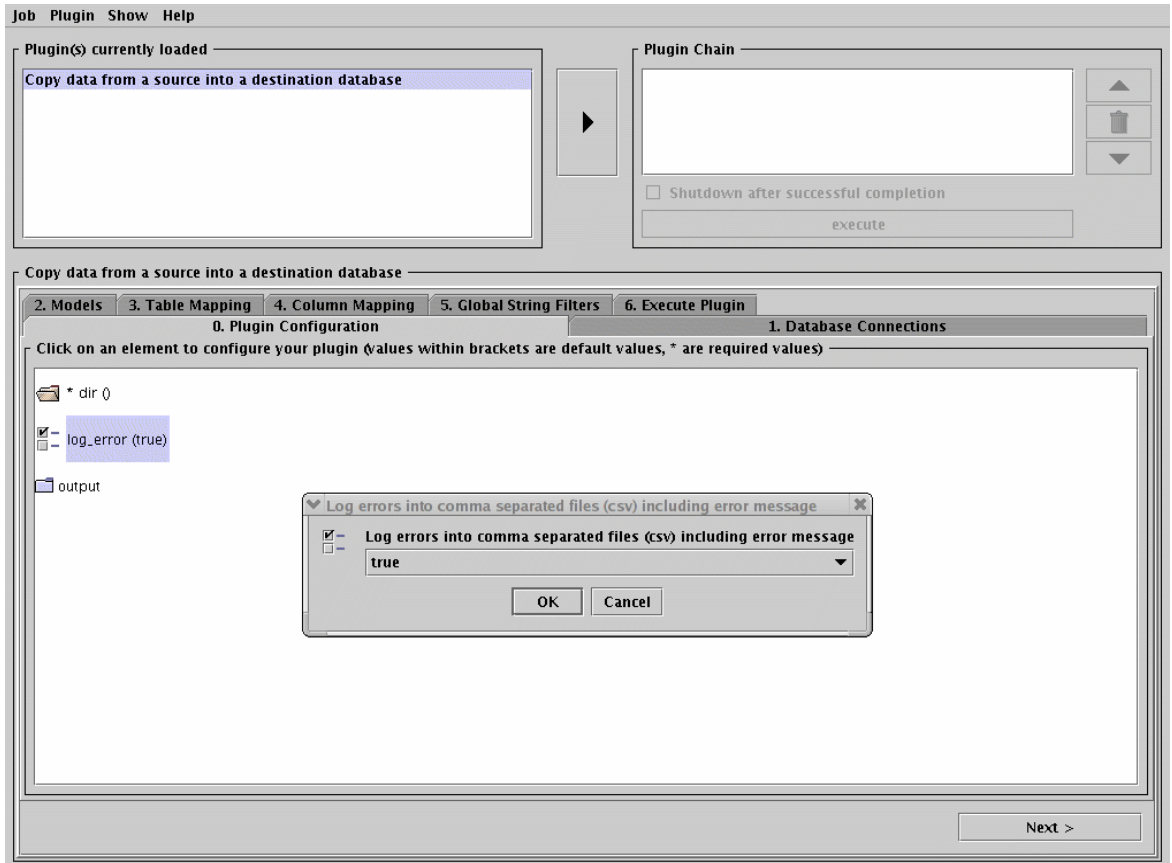 Job Plugin Show Help
Plugin(s) currently loaded
Plugin Chain
Copy data from a source into a destination database
Shutdown after successful completion
execute
Copy data from a source into a destination database
2. Models 3. Table Mapping 4. Column Mapping 5. Global String Filters 6. Execute Plugin
0. Plugin Configuration 1. Database Connections
Click on an element to configure your plugin (values within brackets are default values, * are required values)
* dir ()
log_error (true)
output
Log errors into comma separated files (csv) including error message
Log errors into comma separated files (csv) including error message
true
OK Cancel
Next >